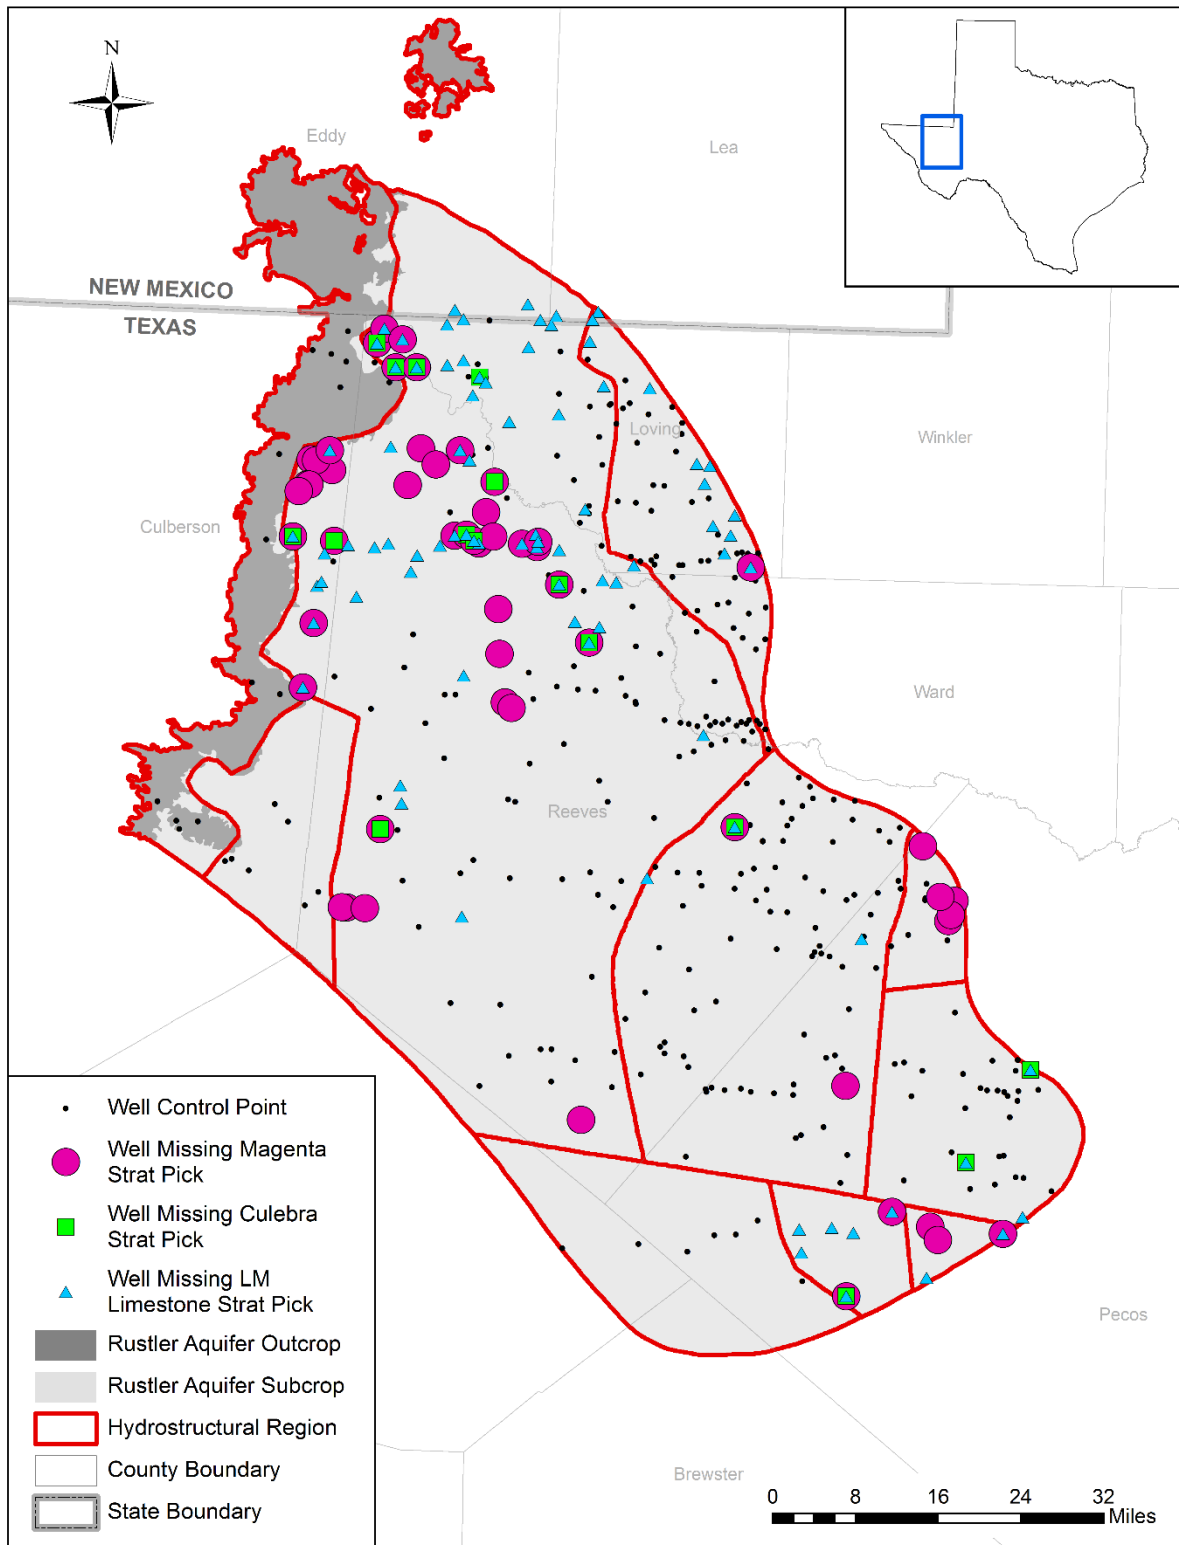 N
Eddy
Lea
NEW MEXICO
TEXAS
Loving
Winkler
Culberson
Ward
Reeves
Pecos
Brewster
Well Control Point
Well Missing Magenta
Strat Pick
Well Missing Culebra
Strat Pick
Well Missing LM
Limestone Strat Pick
Rustler Aquifer Outcrop
Rustler Aquifer Subcrop
Hydrostructural Region
County Boundary
State Boundary
0 8 16 24 32
Miles